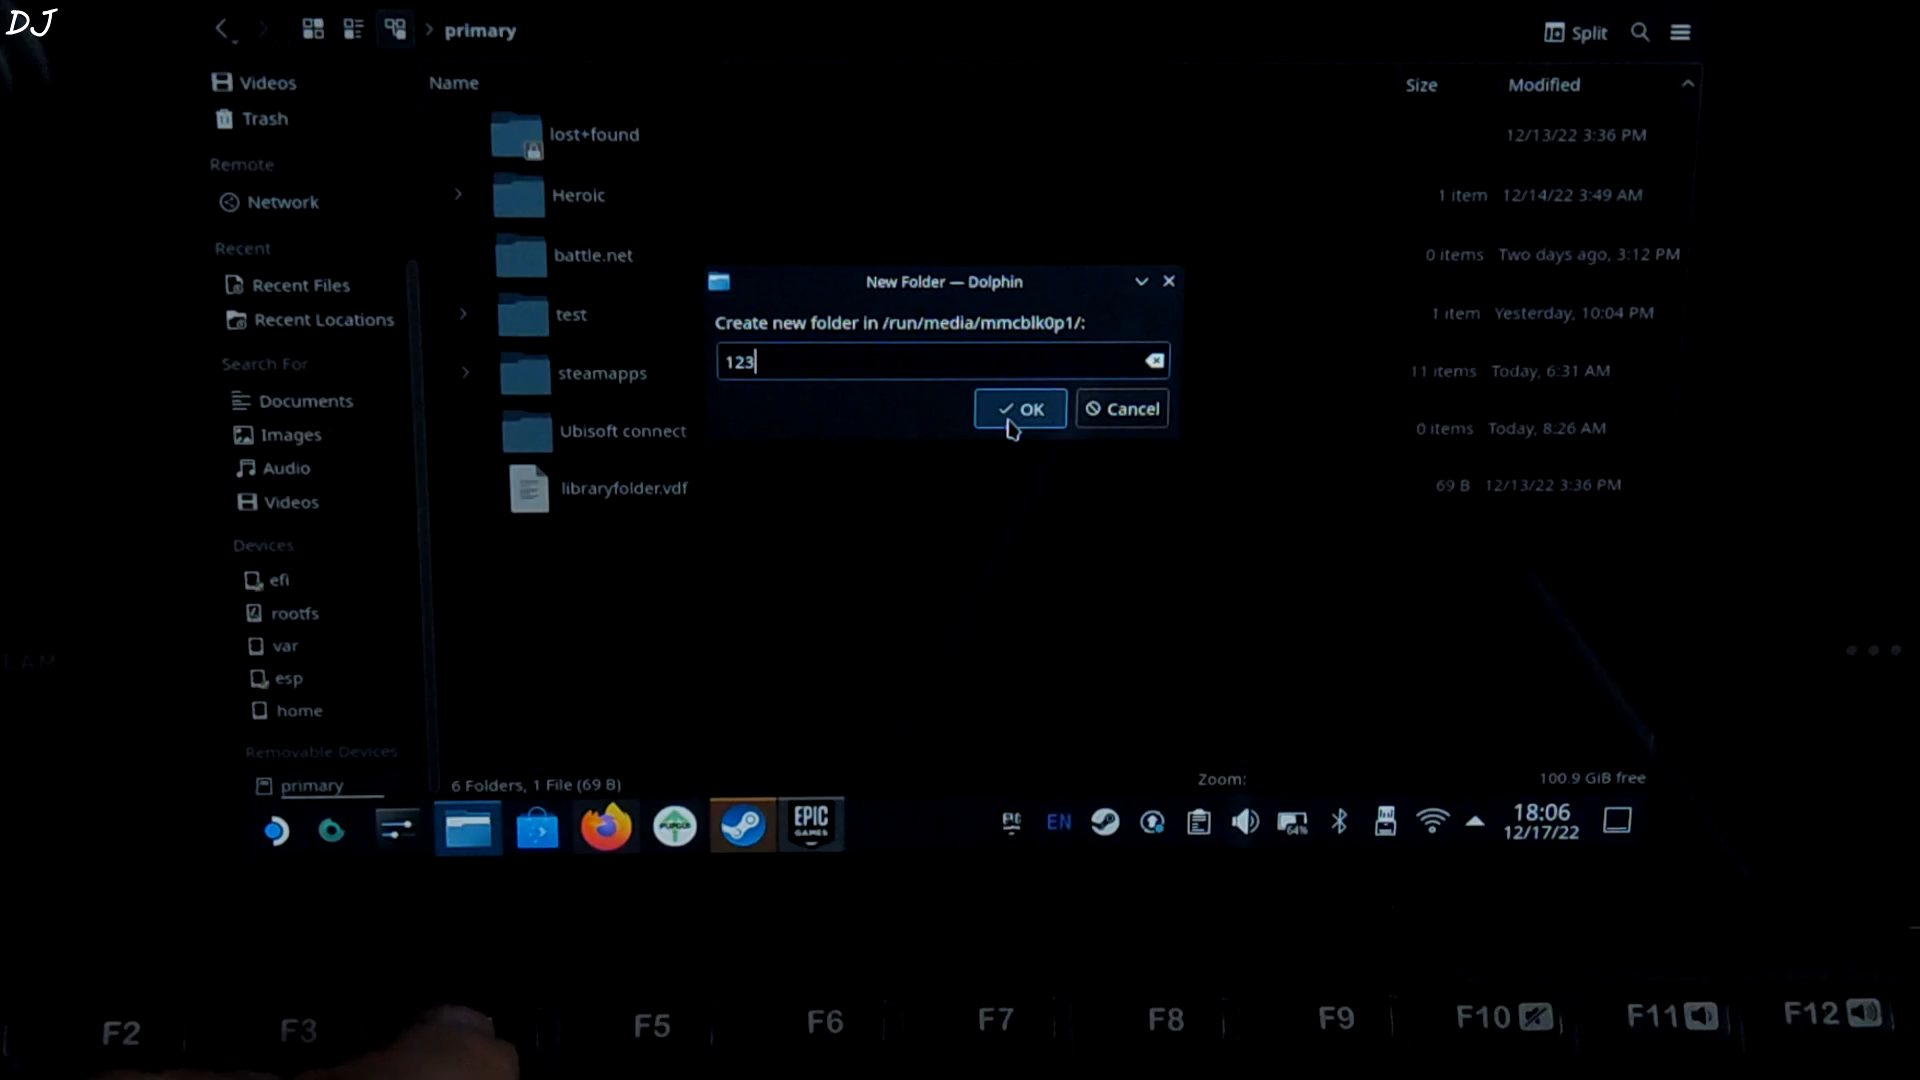 DJ
primary
Split
Videos
Trash
Remote
Network
Recent
Recent Files
Recent Locations
Search For
Documents
Images
Audio
Videos
Devices
efi
rootfs
var
esp
home
Removable Devices
primary
Name Size Modified
lost+found 12/13/22 3:36 PM
Heroic 1 item 12/14/22 3:49 AM
battle.net 0 items Two days ago, 3:12 PM
test 1 item Yesterday, 10:04 PM
steamapps 11 items Today, 6:31 AM
Ubisoft connect 0 items Today, 8:26 AM
libraryfolder.vdf 69 B 12/13/22 3:36 PM
New Folder — Dolphin
Create new folder in /run/media/mmcblk0p1/:
123
OK Cancel
6 Folders, 1 File (69 B) Zoom: 100.9 GiB free
EPIC
GAMES
EN
64%
18:06
12/17/22
F2 F3 F5 F6 F7 F8 F9 F10 F11 F12